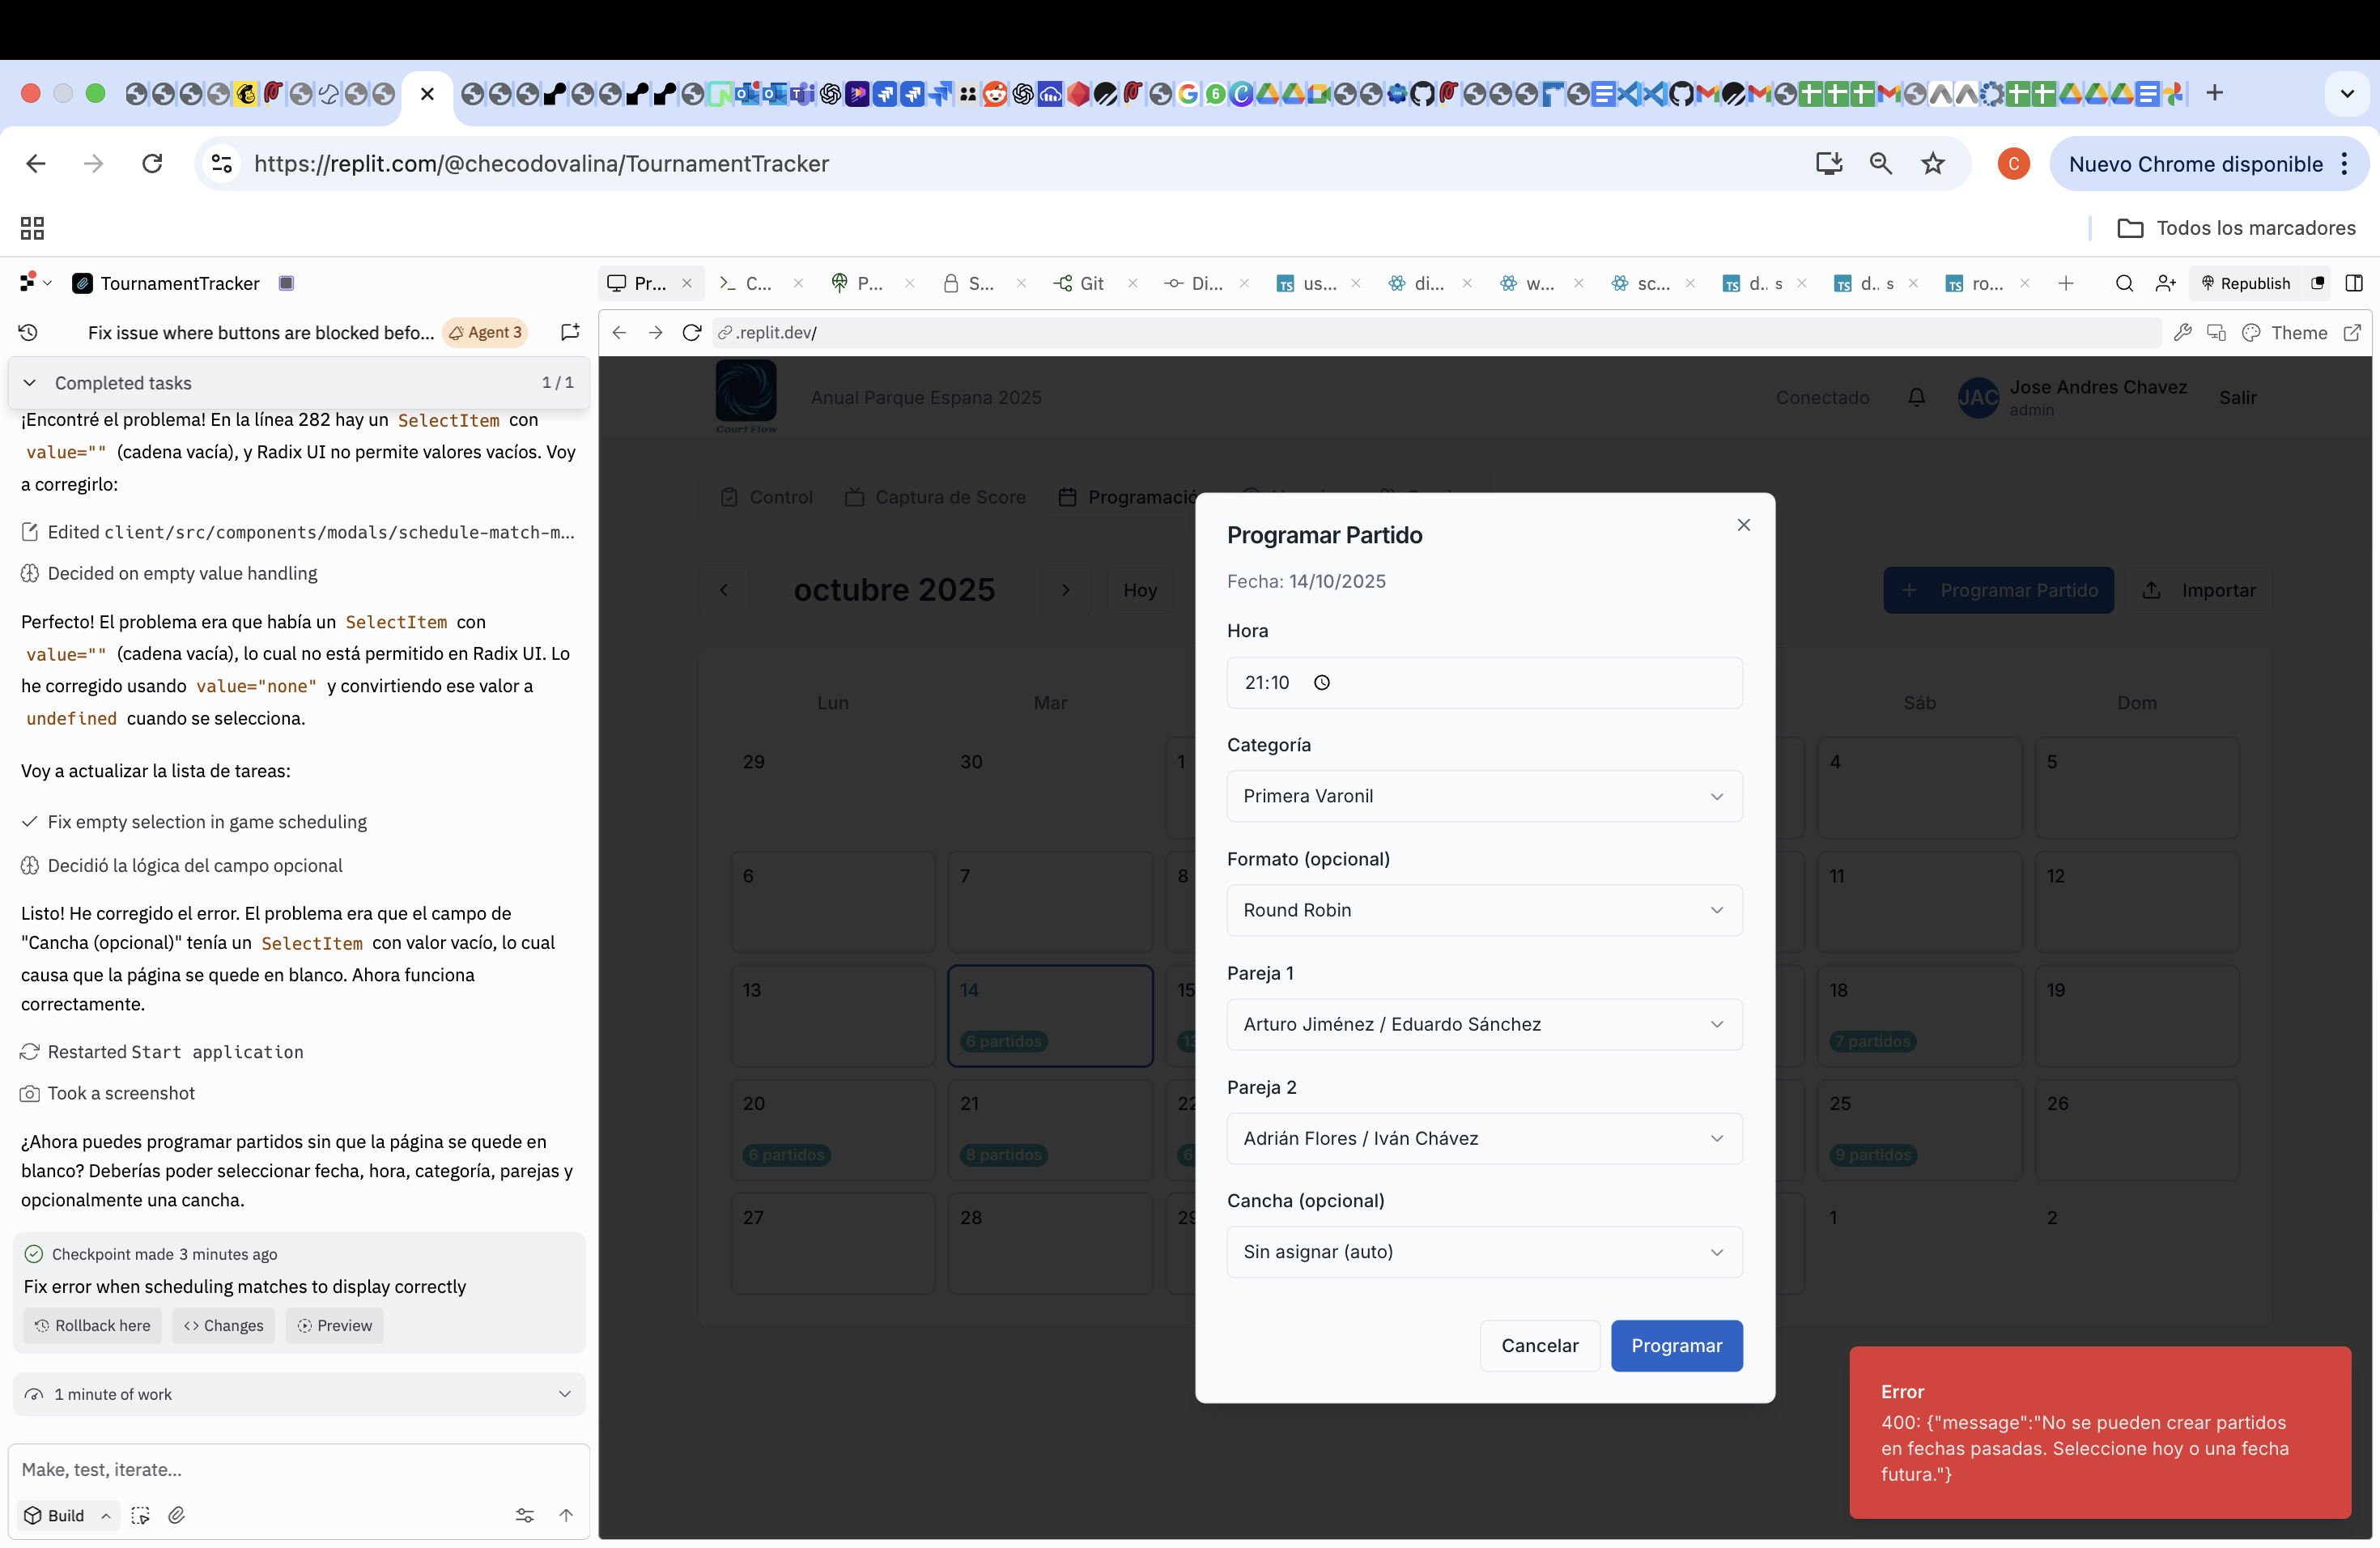 https://replit.com/@checodovalina/TournamentTracker
C
Nuevo Chrome disponible
Todos los marcadores
TournamentTracker
Pr...
C...
P...
S...
Git
Di...
us...
di...
w...
sc...
d.. s
d.. s
ro...
Republish
Fix issue where buttons are blocked befo...
Agent 3
.replit.dev/
Theme
Completed tasks
1 / 1
¡Encontré el problema! En la línea 282 hay un SelectItem con
value="" (cadena vacía), y Radix UI no permite valores vacíos. Voy
a corregirlo:
Edited client/src/components/modals/schedule-match-m...
Decided on empty value handling
Perfecto! El problema era que había un SelectItem con
value="" (cadena vacía), lo cual no está permitido en Radix UI. Lo
he corregido usando value="none" y convirtiendo ese valor a
undefined cuando se selecciona.
Voy a actualizar la lista de tareas:
Fix empty selection in game scheduling
Decidió la lógica del campo opcional
Listo! He corregido el error. El problema era que el campo de
"Cancha (opcional)" tenía un SelectItem con valor vacío, lo cual
causa que la página se quede en blanco. Ahora funciona
correctamente.
Restarted Start application
Took a screenshot
¿Ahora puedes programar partidos sin que la página se quede en
blanco? Deberías poder seleccionar fecha, hora, categoría, parejas y
opcionalmente una cancha.
Checkpoint made 3 minutes ago
Fix error when scheduling matches to display correctly
Rollback here
Changes
Preview
1 minute of work
Make, test, iterate...
Build
Court Flow
Anual Parque Espana 2025
Conectado
JAC
Jose Andres Chavez
admin
Salir
Control
Captura de Score
Programació
octubre 2025
Hoy
Programar Partido
Importar
Lun
Mar
Sáb
Dom
29
30
1
4
5
6
7
8
11
12
13
14
6 partidos
15
18
7 partidos
19
20
6 partidos
21
8 partidos
22
6
25
9 partidos
26
27
28
29
1
2
Programar Partido
Fecha: 14/10/2025
Hora
21:10
Categoría
Primera Varonil
Formato (opcional)
Round Robin
Pareja 1
Arturo Jiménez / Eduardo Sánchez
Pareja 2
Adrián Flores / Iván Chávez
Cancha (opcional)
Sin asignar (auto)
Cancelar
Programar
Error
400: {"message":"No se pueden crear partidos
en fechas pasadas. Seleccione hoy o una fecha
futura."}